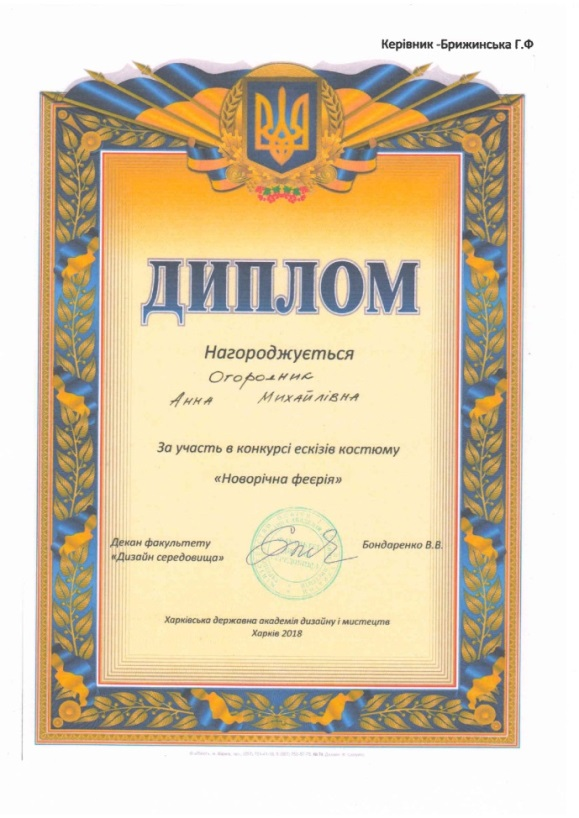 Керівник -Брижинська Г.Ф
ДИПЛОМ
Нагороджується
Огородник
Анна Михайлівна
За участь в конкурсі ескізів костюму
«Новорічна феєрія»
Декан факультету
«Дизайн середовища»
Бондаренко В.В.
Харківська державна академія дизайну і мистецтв
Харків 2018